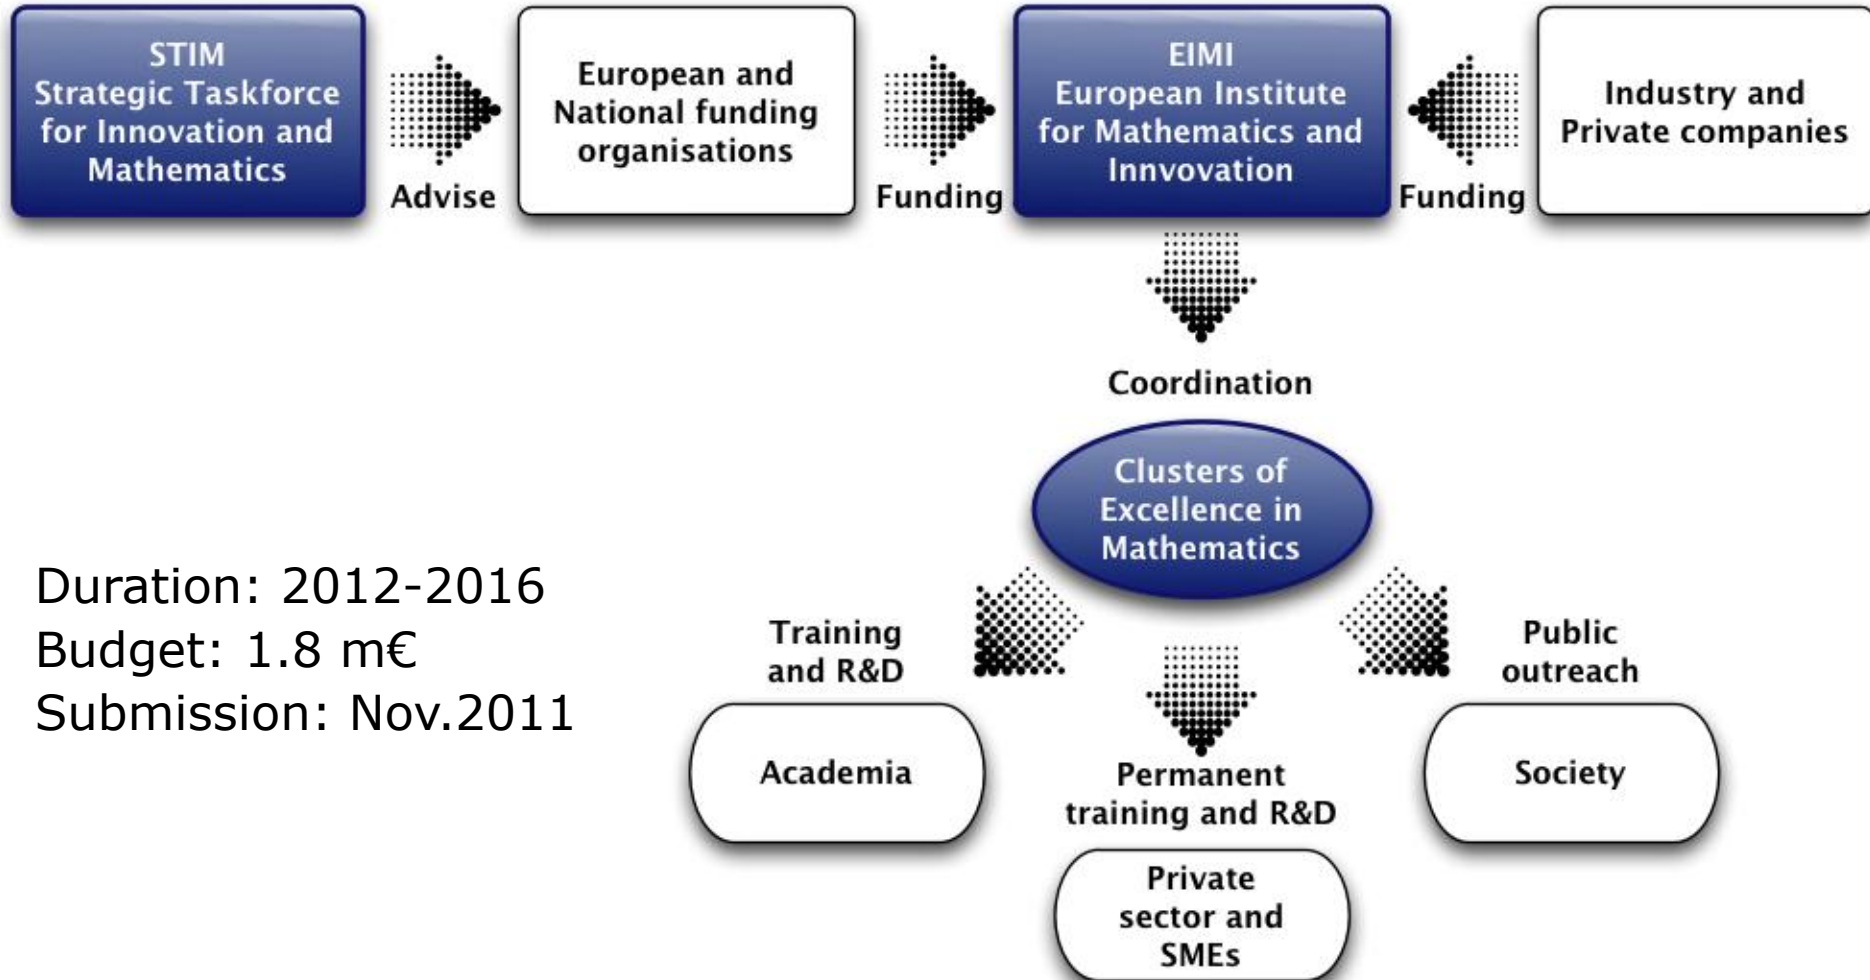 STIM
Strategic Taskforce
for Innovation and
Mathematics
Advise
European and
National funding
organisations
Funding
EIMI
European Institute
for Mathematics and
Innvovation
Funding
Industry and
Private companies
Coordination
Clusters of
Excellence in
Mathematics
Duration: 2012-2016
Budget: 1.8 m€
Submission: Nov.2011
Training
and R&D
Academia
Permanent
training and R&D
Private
sector and
SMEs
Public
outreach
Society